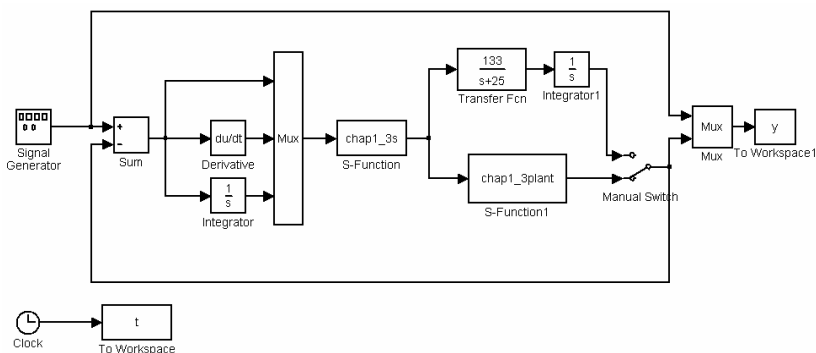 Signal
Generator
+
−
Sum
du/dt
Derivative
1
s
Integrator
Mux
chap1_3s
S-Function
133
s+25
Transfer Fcn
1
s
Integrator1
chap1_3plant
S-Function1
Manual Switch
Mux
Mux
y
To Workspace1
Clock
t
To Workspace